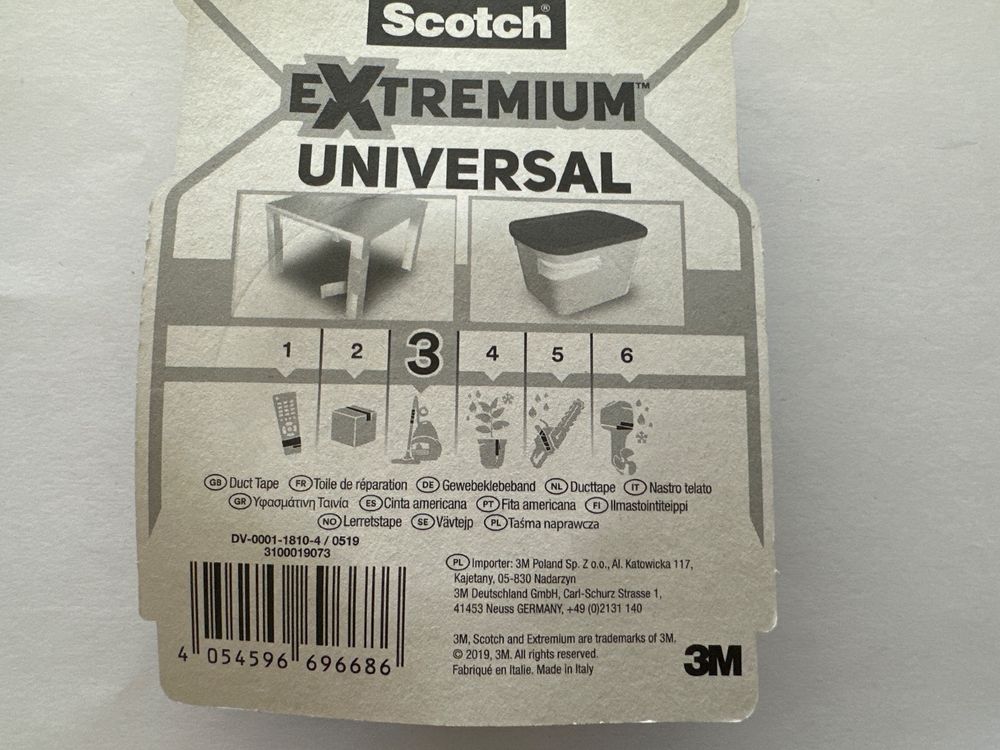 Scotch®
EXTREMIUM™
UNIVERSAL
1 2 3 4 5 6
GB Duct Tape FR Toile de réparation DE Gewebeklebeband NL Ducttape IT Nastro telato
GR Υφασμάτινη Ταινία ES Cinta americana PT Fita americana FI Ilmastointiteippi
NO Lerretstape SE Vävtejp PL Taśma naprawcza
DV-0001-1810-4 / 0519
3100019073
PL Importer: 3M Poland Sp. Z o.o., Al. Katowicka 117,
Kajetany, 05-830 Nadarzyn
3M Deutschland GmbH, Carl-Schurz Strasse 1,
41453 Neuss GERMANY, +49 (0)2131 140
3M, Scotch and Extremium are trademarks of 3M.
© 2019, 3M. All rights reserved.
Fabriqué en Italie. Made in Italy
3M
4 054596 696686